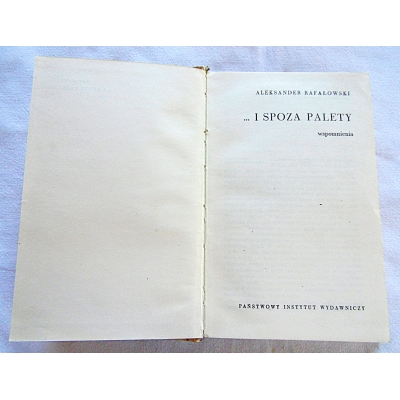 ALEKSANDER RAFAŁOWSKI
... I SPOZA PALETY
wspomnienia
PAŃSTWOWY INSTYTUT WYDAWNICZY